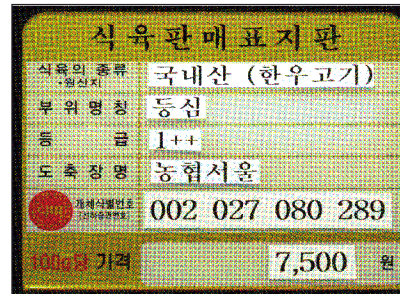 식육판매표지판
식육의 종류 국내산 (한우고기)
·원산지
부위명칭 등심
등 급 1++
도축장명 농협서울
개체식별번호 002 027 080 289
100g당 가격 7,500 원